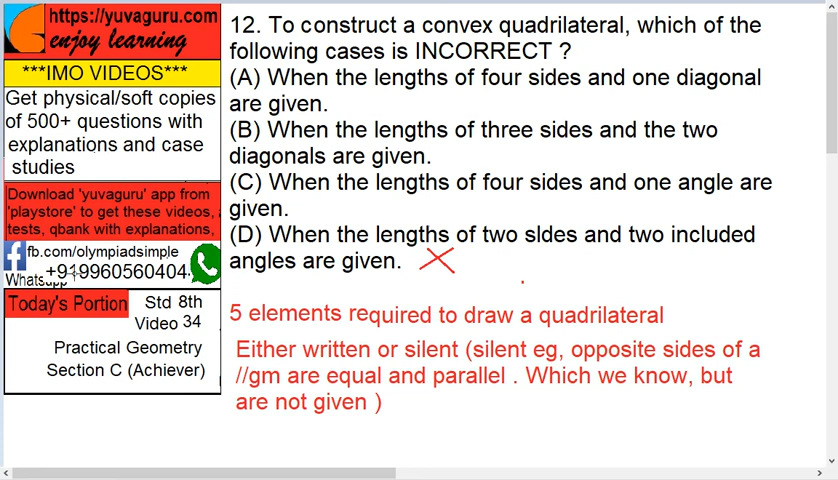 https://yuvaguru.com
enjoy learning
***IMO VIDEOS***
Get physical/soft copies
of 500+ questions with
explanations and case
studies
Download 'yuvaguru' app from
'playstore' to get these videos,
tests, qbank with explanations,
fb.com/olympiadsimple
+919960560404.
Whatsapp
Today's Portion
Std 8th
Video 34
Practical Geometry
Section C (Achiever)
12. To construct a convex quadrilateral, which of the
following cases is INCORRECT ?
(A) When the lengths of four sides and one diagonal
are given.
(B) When the lengths of three sides and the two
diagonals are given.
(C) When the lengths of four sides and one angle are
given.
(D) When the lengths of two sldes and two included
angles are given.
5 elements required to draw a quadrilateral
Either written or silent (silent eg, opposite sides of a
//gm are equal and parallel . Which we know, but
are not given )